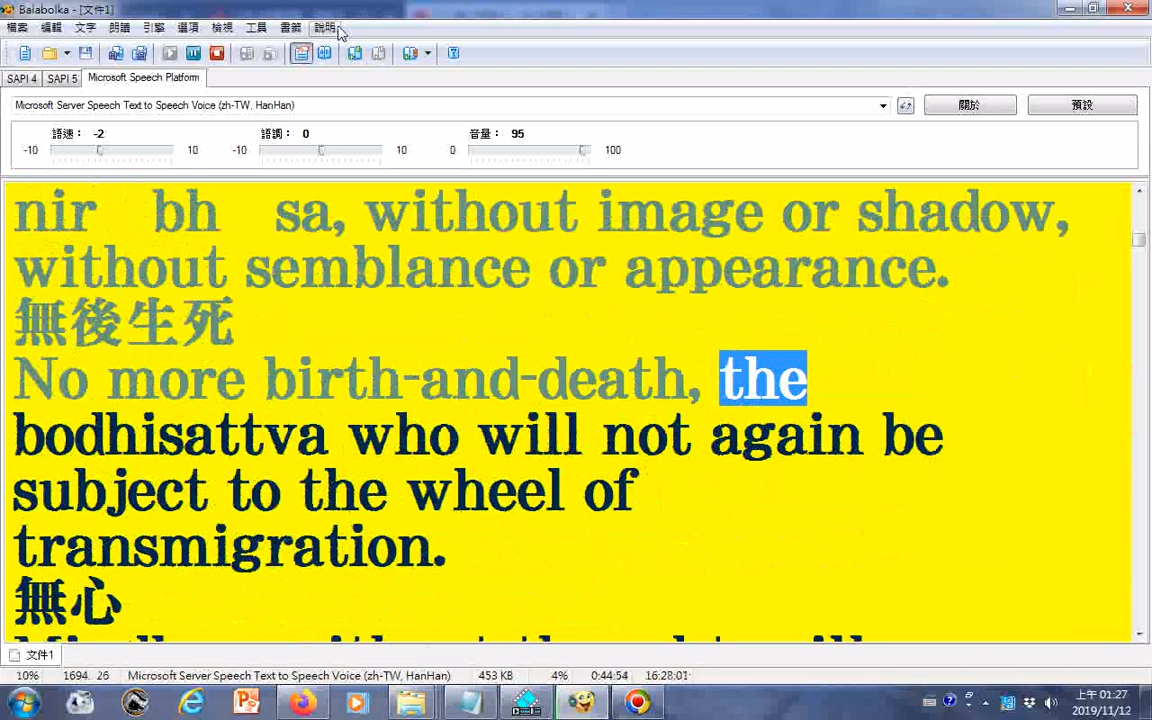 Balabolka - [文件1]
檔案 編輯 文字 朗讀 引擎 選項 檢視 工具 書籤 說明
SAPI 4 SAPI 5 Microsoft Speech Platform
Microsoft Server Speech Text to Speech Voice (zh-TW, HanHan) 關於 預設
語速： -2 語調： 0 音量： 95
-10 10 -10 10 0 100
nir bh sa, without image or shadow,
without semblance or appearance.
無後生死
No more birth-and-death, the
bodhisattva who will not again be
subject to the wheel of
transmigration.
無心
文件1
10% 1694: 26 Microsoft Server Speech Text to Speech Voice (zh-TW, HanHan) 453 KB 4% 0:44:54 16:28:01
上午 01:27
2019/11/12